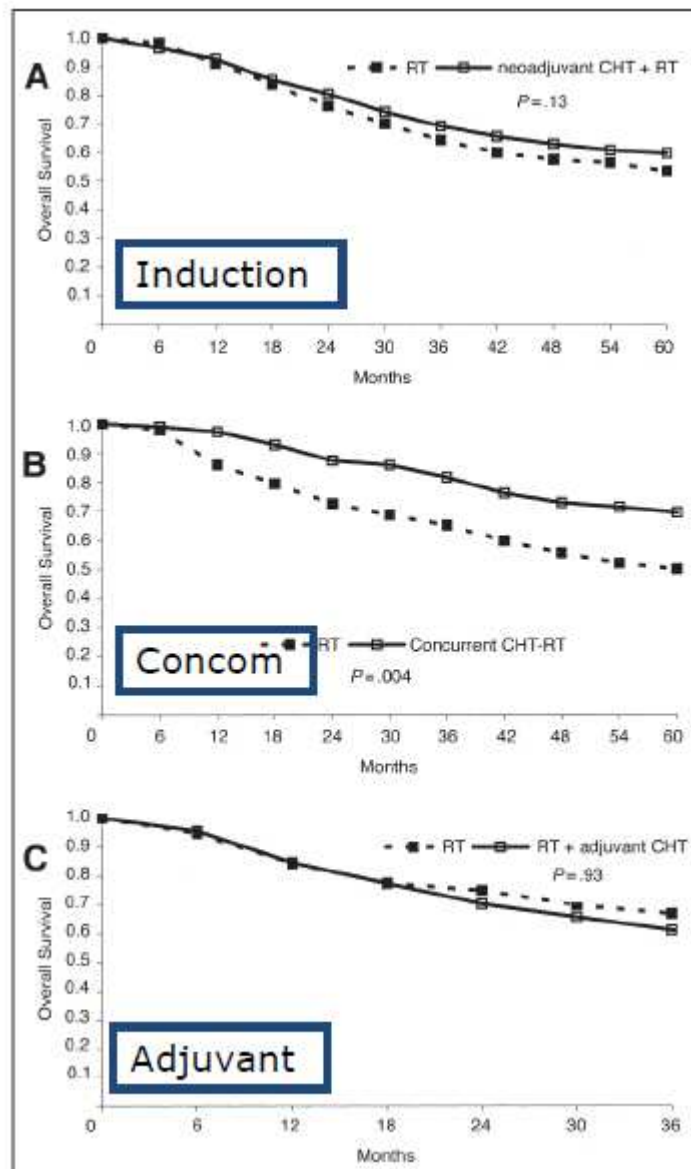 A
1.0
0.9
0.8
0.7
0.6
0.5
0.4
0.3
0.2
0.1
Overall Survival
RT neoadjuvant CHT + RT
P=.13
Induction
0 6 12 18 24 30 36 42 48 54 60
Months
B
1.0
0.9
0.8
0.7
0.6
0.5
0.4
0.3
0.2
0.1
Overall Survival
RT Concurrent CHT-RT
P=.004
Concom
0 6 12 18 24 30 36 42 48 54 60
Months
C
1.0
0.9
0.8
0.7
0.6
0.5
0.4
0.3
0.2
0.1
Overall Survival
RT RT + adjuvant CHT
P=.93
Adjuvant
0 6 12 18 24 30 36
Months